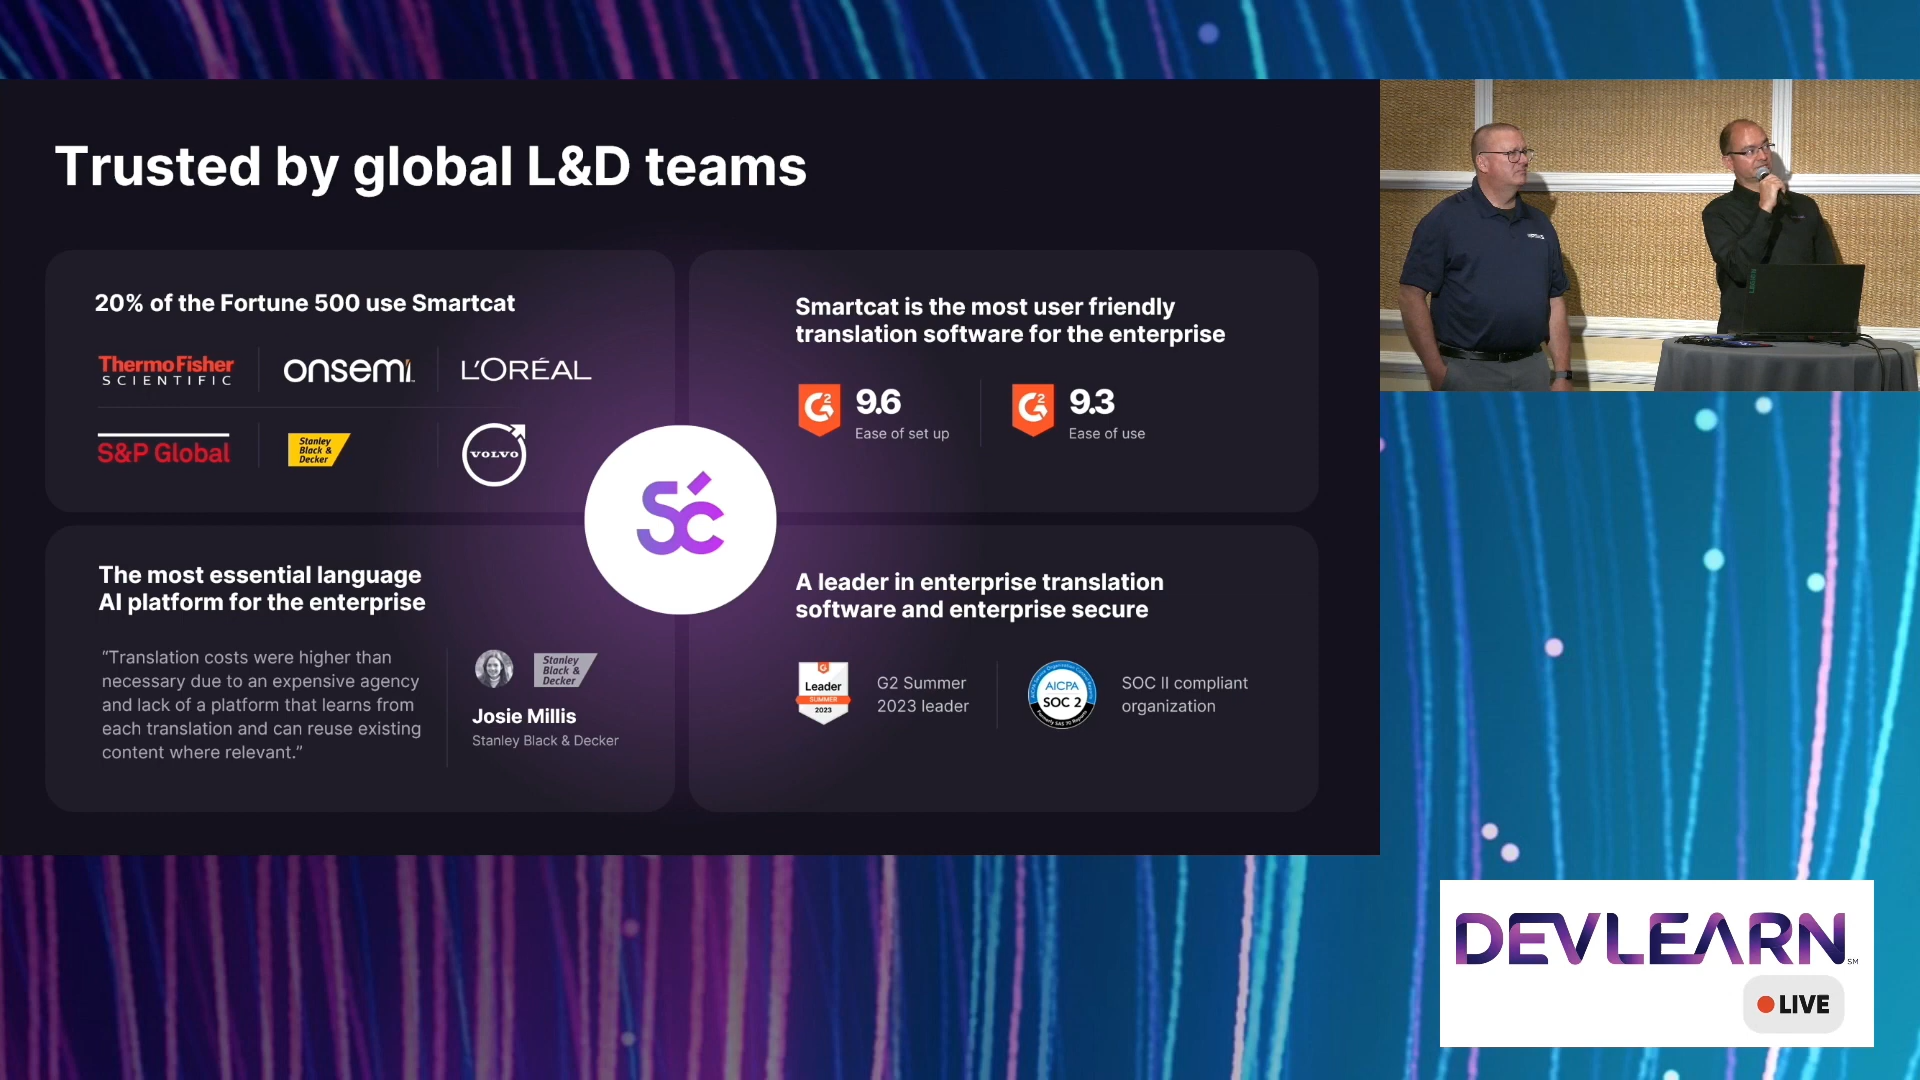 Trusted by global L&D teams
20% of the Fortune 500 use Smartcat
ThermoFisher
SCIENTIFIC
onsemi
L'ORÉAL
S&P Global
Stanley
Black &
Decker
VOLVO
Smartcat is the most user friendly
translation software for the enterprise
G2
9.6
Ease of set up
G2
9.3
Ease of use
Sc
The most essential language
AI platform for the enterprise
“Translation costs were higher than
necessary due to an expensive agency
and lack of a platform that learns from
each translation and can reuse existing
content where relevant.”
Stanley
Black &
Decker
Josie Millis
Stanley Black & Decker
A leader in enterprise translation
software and enterprise secure
G
Leader
SUMMER
2023
G2 Summer
2023 leader
AICPA
SOC 2
SOC II compliant
organization
DEVLEARN
SM
LIVE